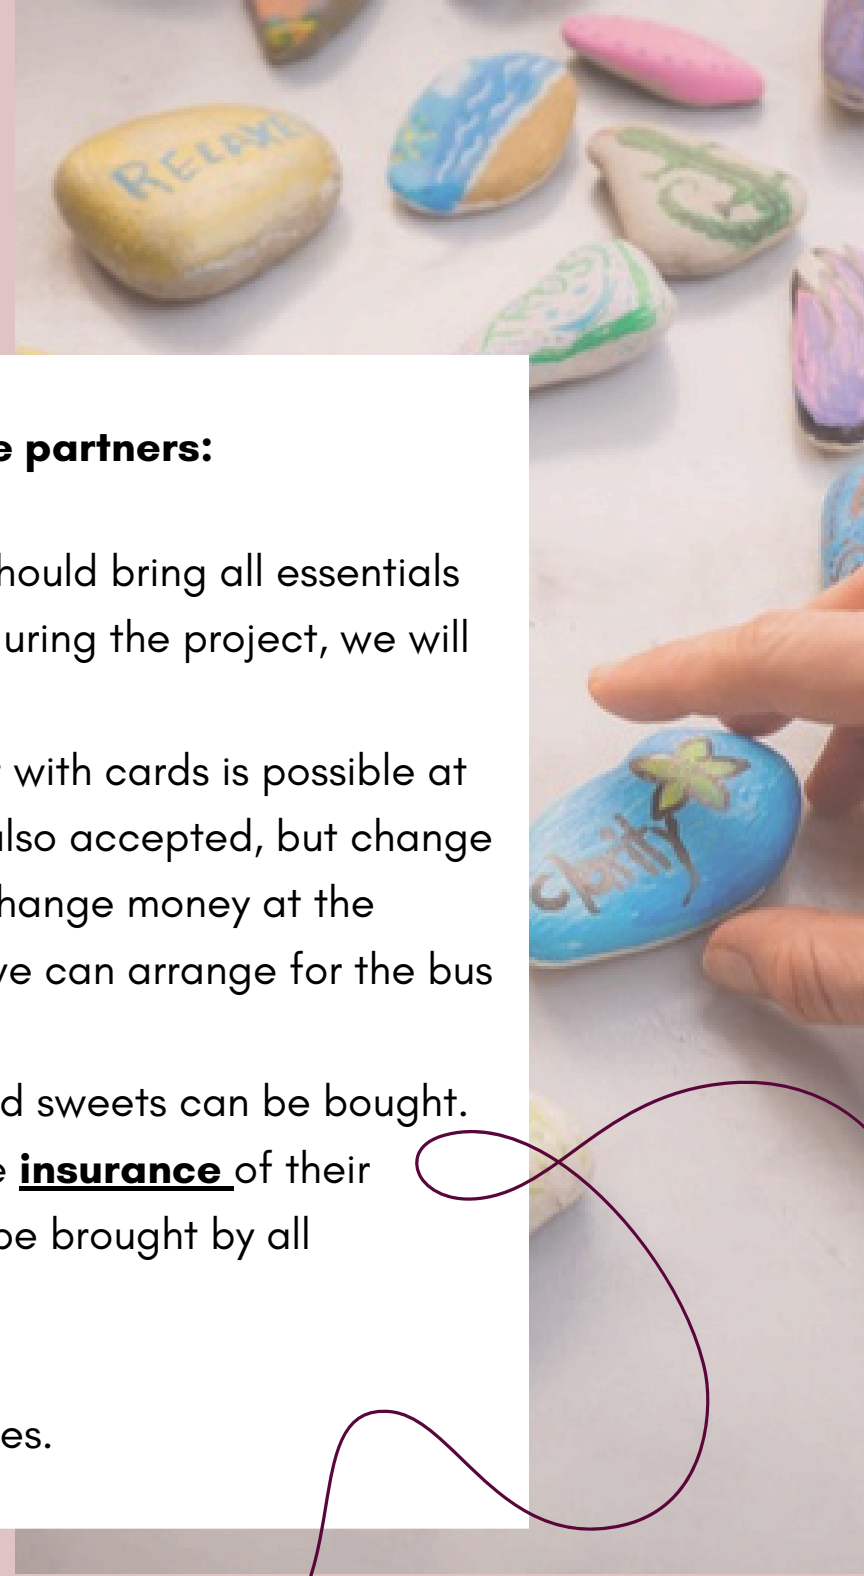 RELAXE
e partners:
hould bring all essentials
uring the project, we will
with cards is possible at
also accepted, but change
hange money at the
ve can arrange for the bus
d sweets can be bought.
e insurance of their
be brought by all
es.
clarity